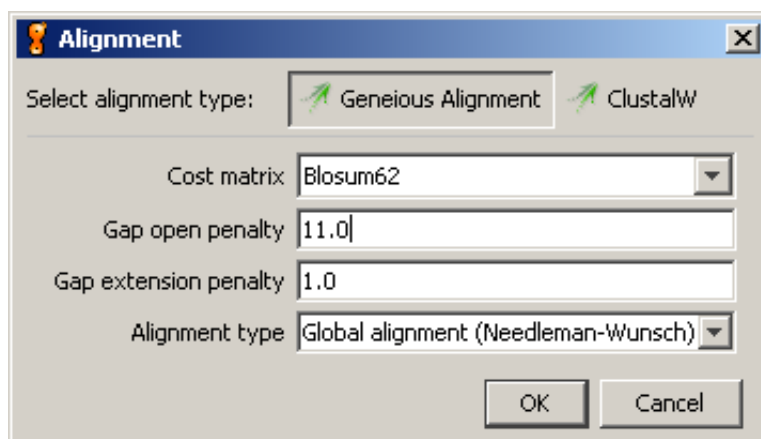 Alignment
Select alignment type: Geneious Alignment ClustalW
Cost matrix Blosum62
Gap open penalty 11.0
Gap extension penalty 1.0
Alignment type Global alignment (Needleman-Wunsch)
OK Cancel